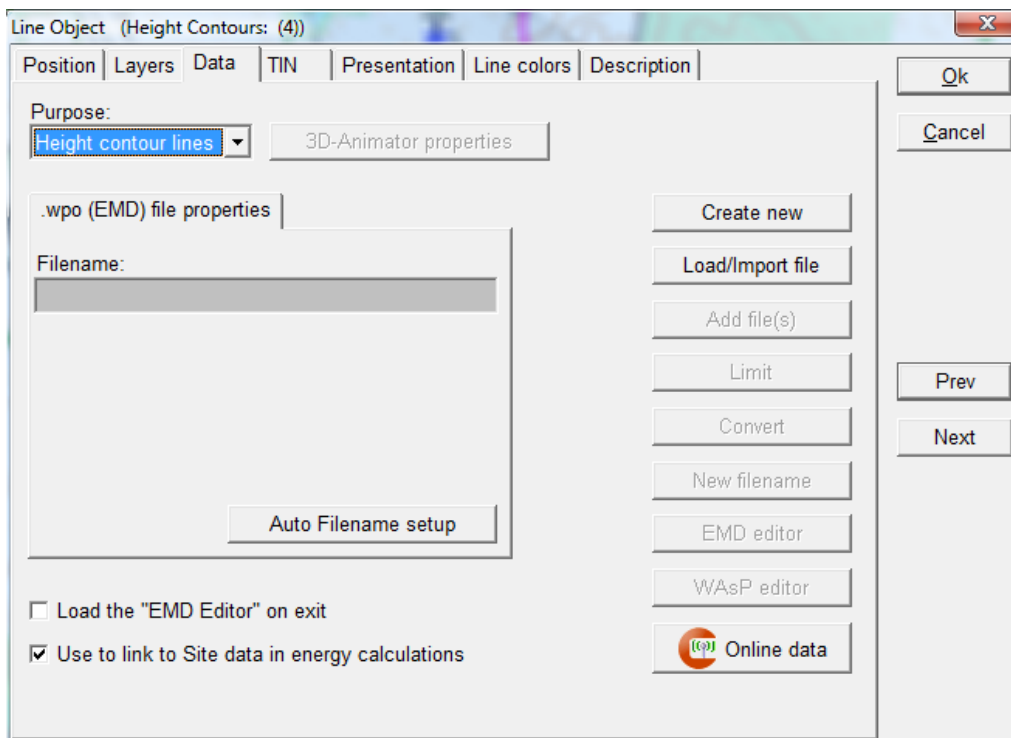 Line Object (Height Contours: (4))
X
Position Layers Data TIN Presentation Line colors Description
Ok
Cancel
Purpose:
Height contour lines
3D-Animator properties
.wpo (EMD) file properties
Filename:
Auto Filename setup
Create new
Load/Import file
Add file(s)
Limit
Convert
New filename
EMD editor
WAsP editor
Online data
Prev
Next
Load the "EMD Editor" on exit
Use to link to Site data in energy calculations